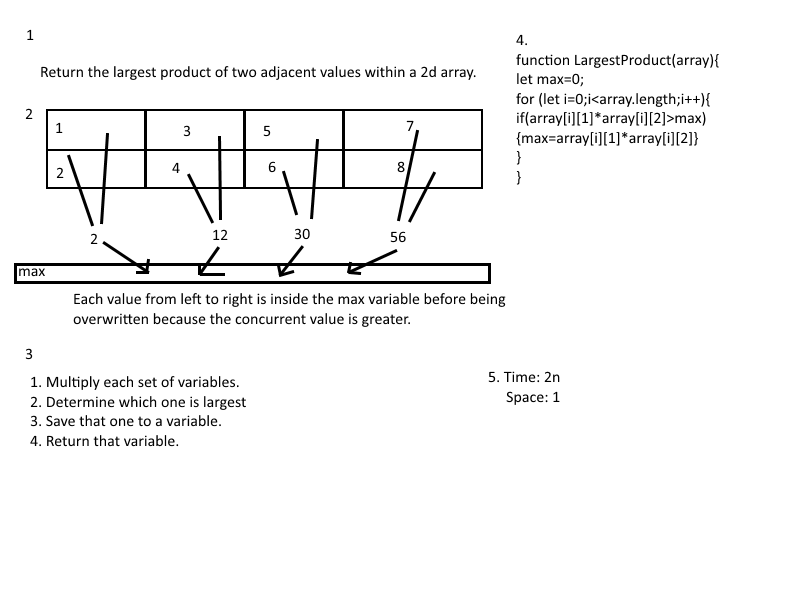 1
Return the largest product of two adjacent values within a 2d array.
2
1 3 5 7
2 4 6 8
2 12 30 56
max
Each value from left to right is inside the max variable before being
overwritten because the concurrent value is greater.
3
1. Multiply each set of variables.
2. Determine which one is largest
3. Save that one to a variable.
4. Return that variable.
4.
function LargestProduct(array){
let max=0;
for (let i=0;i<array.length;i++){
if(array[i][1]*array[i][2]>max)
{max=array[i][1]*array[i][2]}
}
}
5. Time: 2n
Space: 1